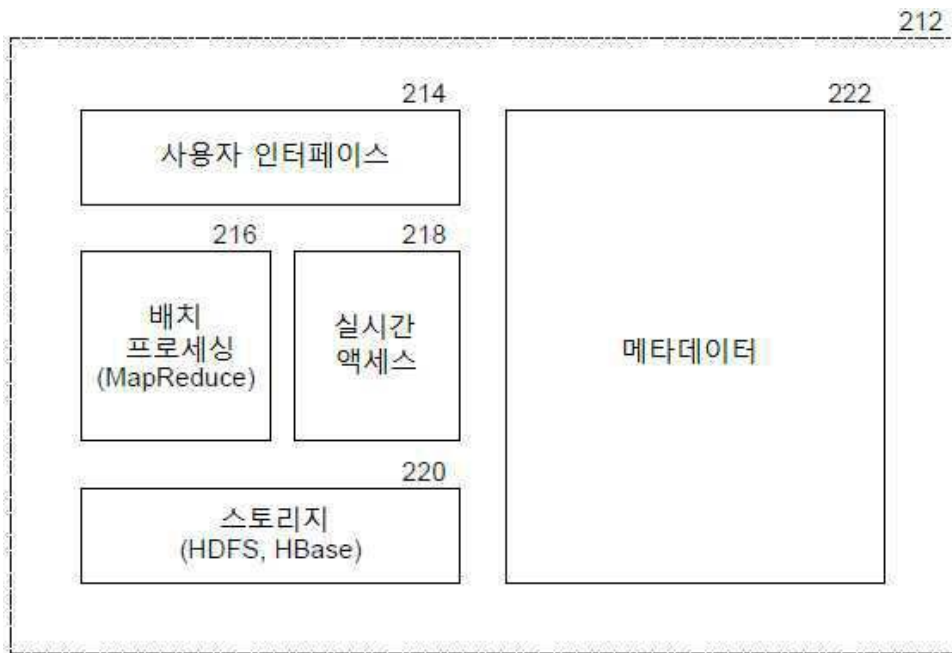 212
214
사용자 인터페이스
222
메타데이터
216
배치
프로세싱
(MapReduce)
218
실시간
액세스
220
스토리지
(HDFS, HBase)